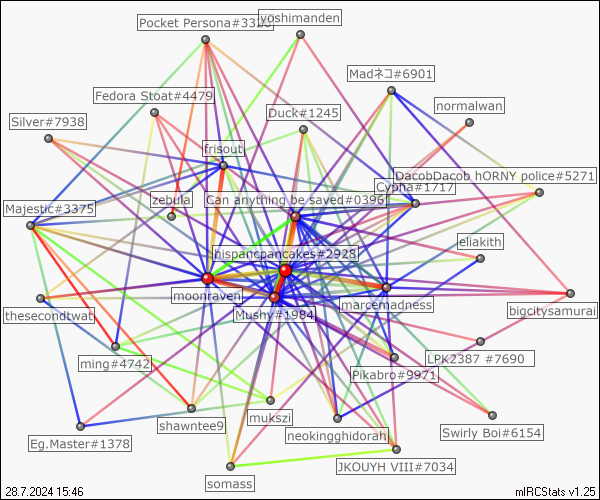 Pocket Persona#3328
yoshimanden
Madネコ#6901
Fedora Stoat#4479
normalwan
Duck#1245
Silver#7938
frisout
DacobDacob hORNY police#5271
Cypha#1717
zebula
Can anything be saved#0396
Majestic#3375
eliakith
hispancpancakes#2928
moonraven
marcemadness
bigcitysamurai
thesecondtwat
Mushy#1984
LPK2387 #7690
ming#4742
Pikabro#9971
mukszi
shawntee9
Swirly Boi#6154
neokingghidorah
Eg.Master#1378
JKOUYH VIII#7034
somass
28.7.2024 15:46
mIRCStats v1.25